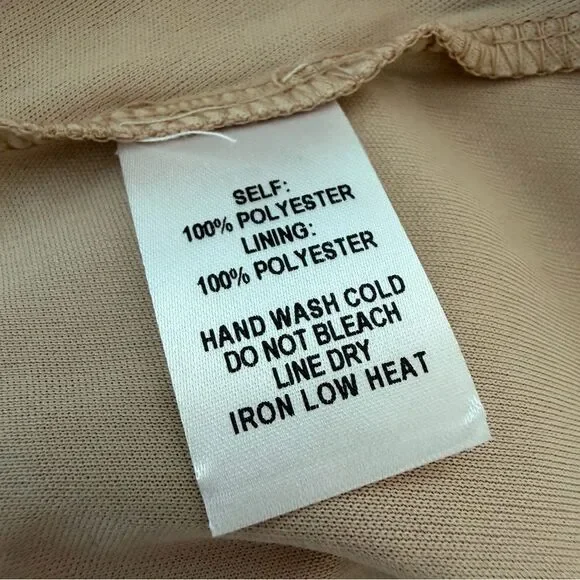 SELF:
100% POLYESTER
LINING:
100% POLYESTER
HAND WASH COLD
DO NOT BLEACH
LINE DRY
IRON LOW HEAT